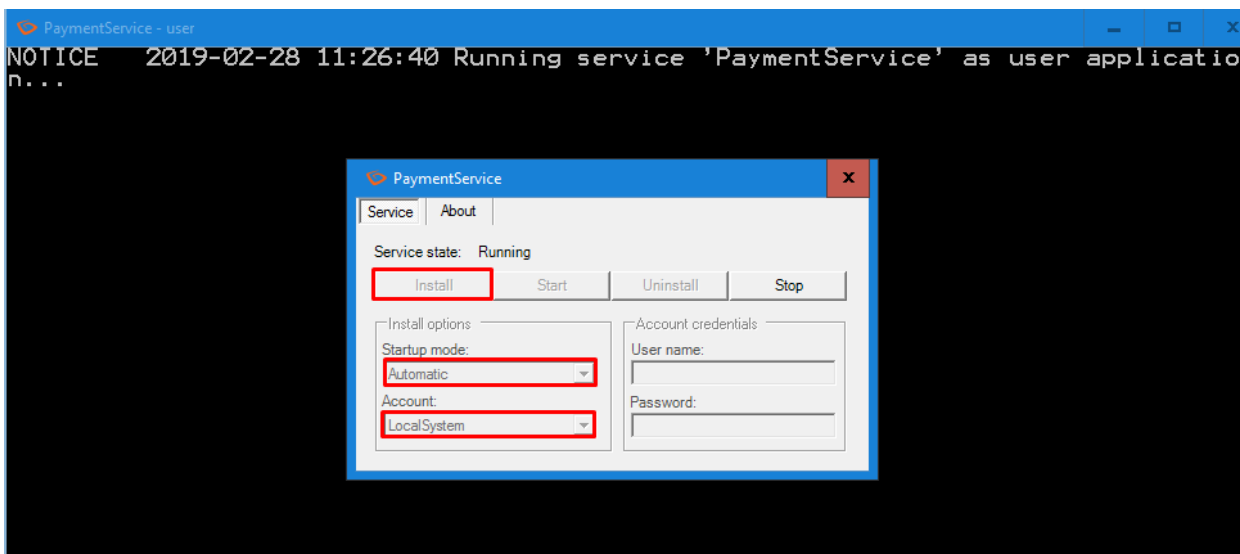 PaymentService - user
NOTICE 2019-02-28 11:26:40 Running service 'PaymentService' as user applicatio
n...
PaymentService
Service About
Service state: Running
Install Start Uninstall Stop
Install options
Startup mode:
Automatic
Account:
LocalSystem
Account credentials
User name:
Password: